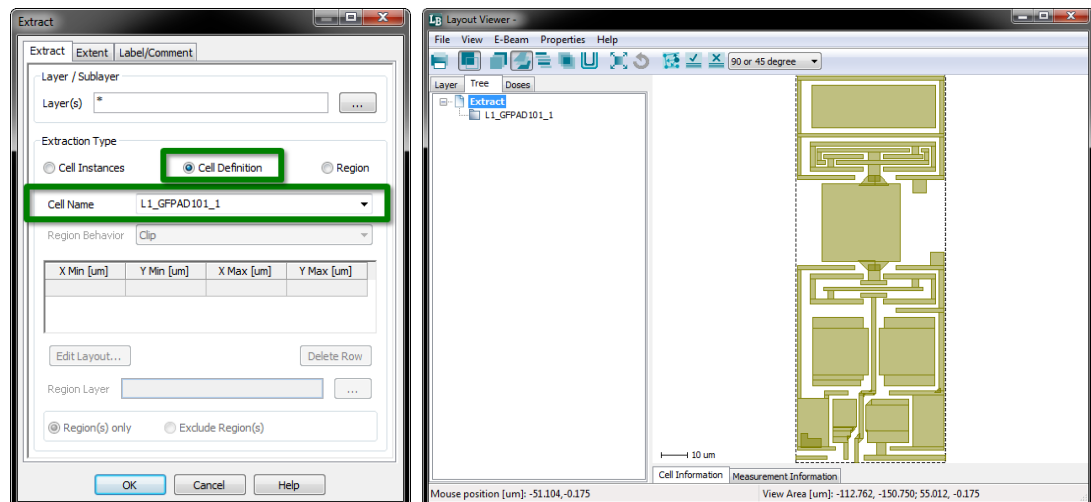 Extract
Extract Extent Label/Comment
Layer / Sublayer
Layer(s) * ...
Extraction Type
Cell Instances Cell Definition Region
Cell Name L1_GFPAD101_1
Region Behavior Clip
X Min [um] Y Min [um] X Max [um] Y Max [um]
Edit Layout... Delete Row
Region Layer ...
Region(s) only Exclude Region(s)
OK Cancel Help
LB Layout Viewer -
File View E-Beam Properties Help
90 or 45 degree
Layer Tree Doses
Extract
L1_GFPAD101_1
10 um
Cell Information Measurement Information
Mouse position [um]: -51.104,-0.175 View Area [um]: -112.762, -150.750; 55.012, -0.175